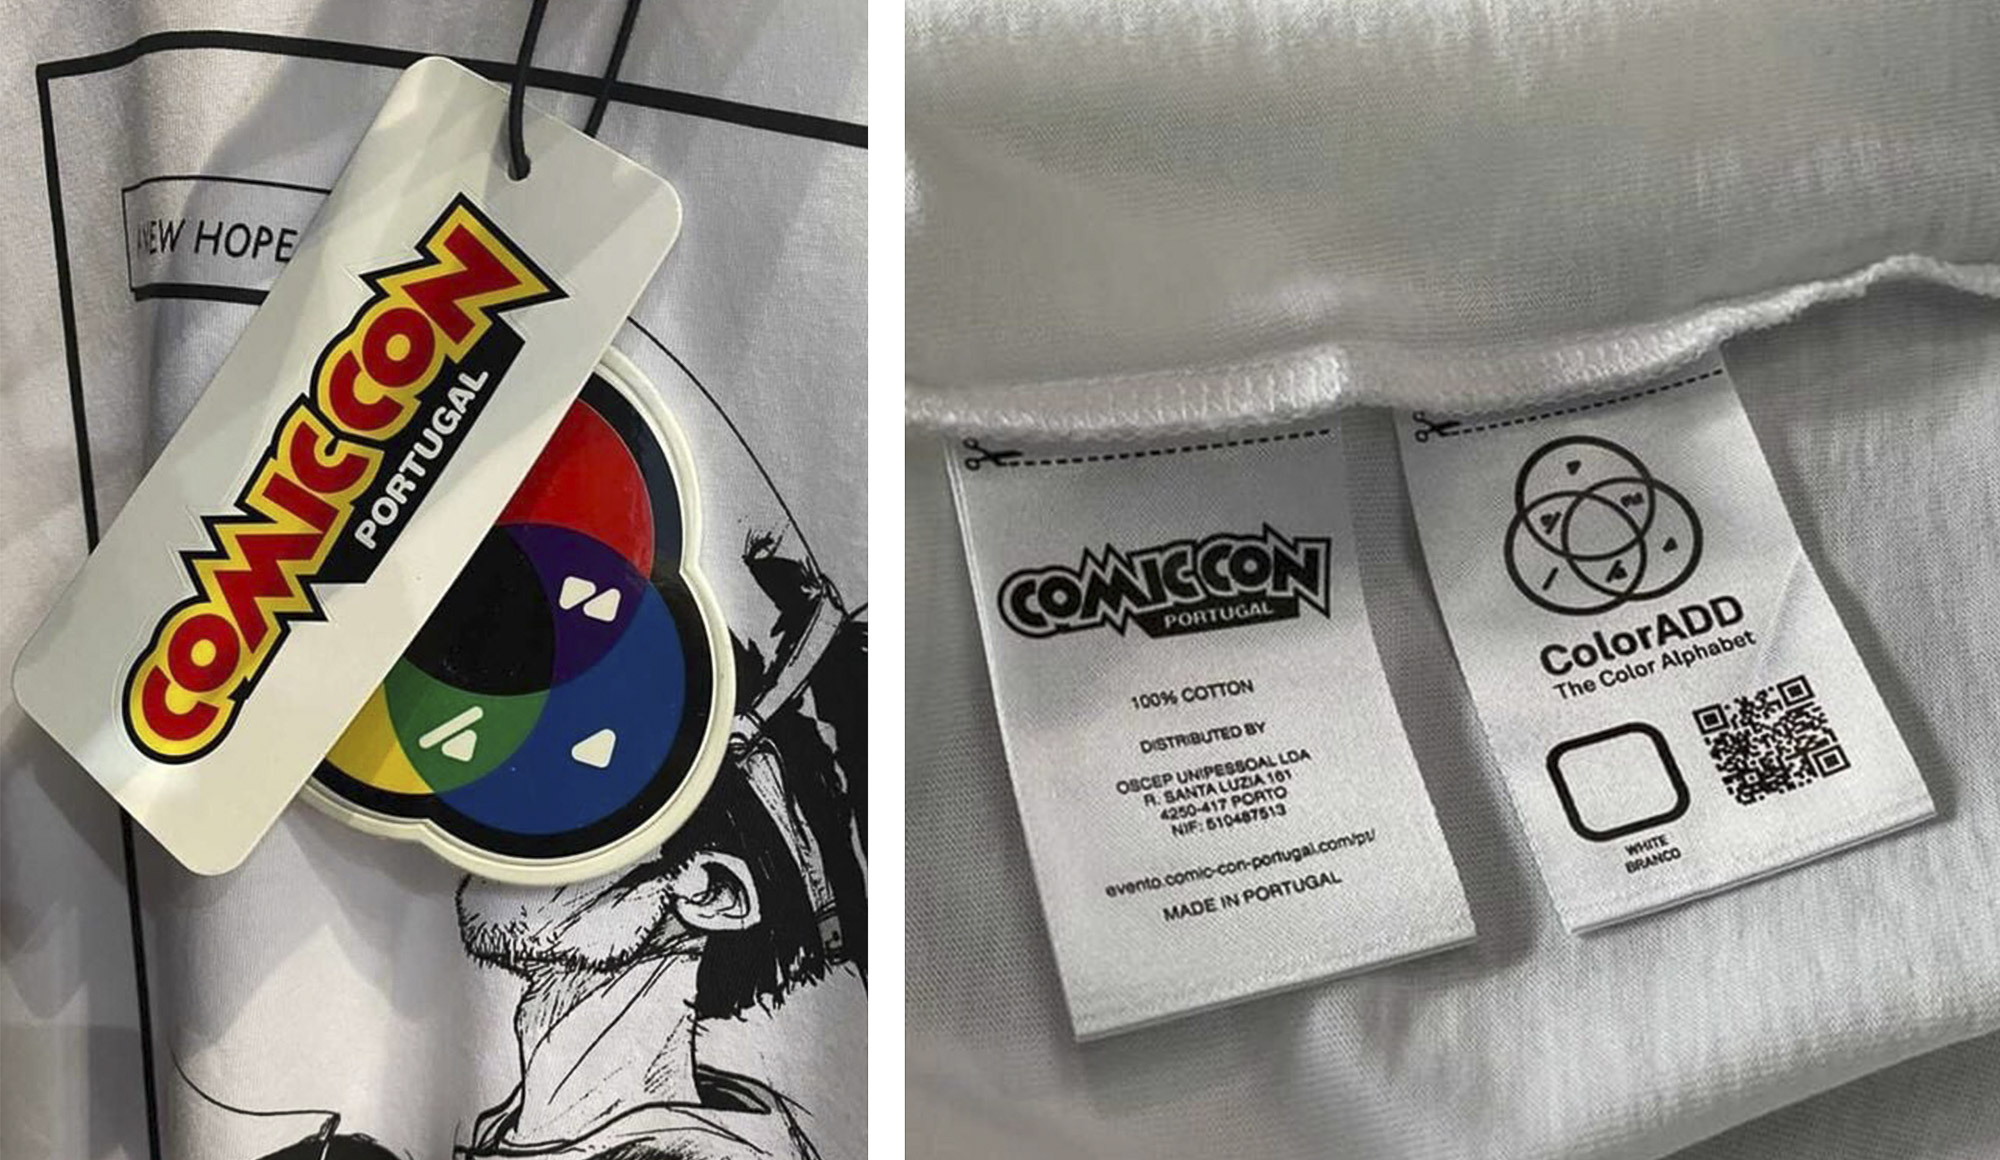 NEW HOPE
COMIC CON
PORTUGAL
COMIC CON
PORTUGAL
100% COTTON
DISTRIBUTED BY
OSCEP UNIPESSOAL LDA
R. SANTA LUZIA 161
4250-417 PORTO
NIF: 510487513
evento.comic-con-portugal.com/pt/
MADE IN PORTUGAL
ColorADD
The Color Alphabet
WHITE
BRANCO